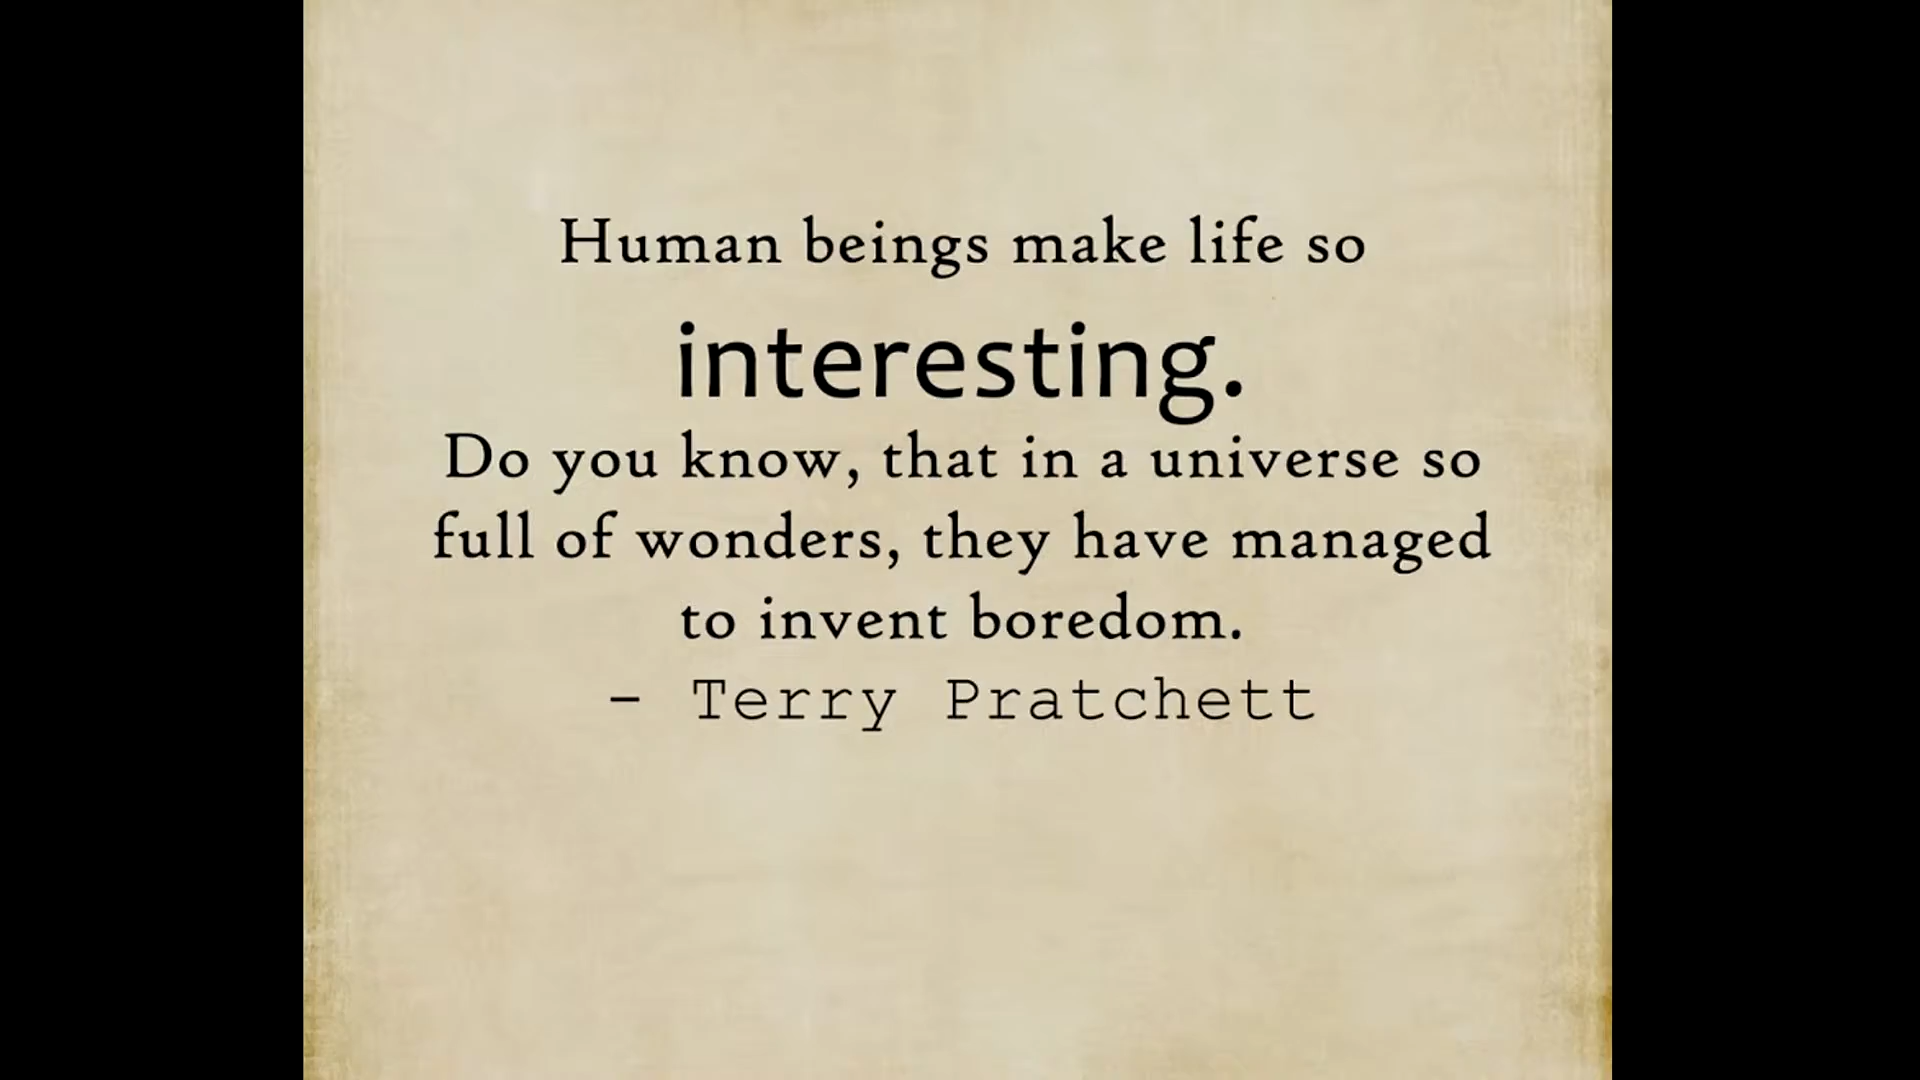 Human beings make life so
interesting.
Do you know, that in a universe so
full of wonders, they have managed
to invent boredom.
- Terry Pratchett